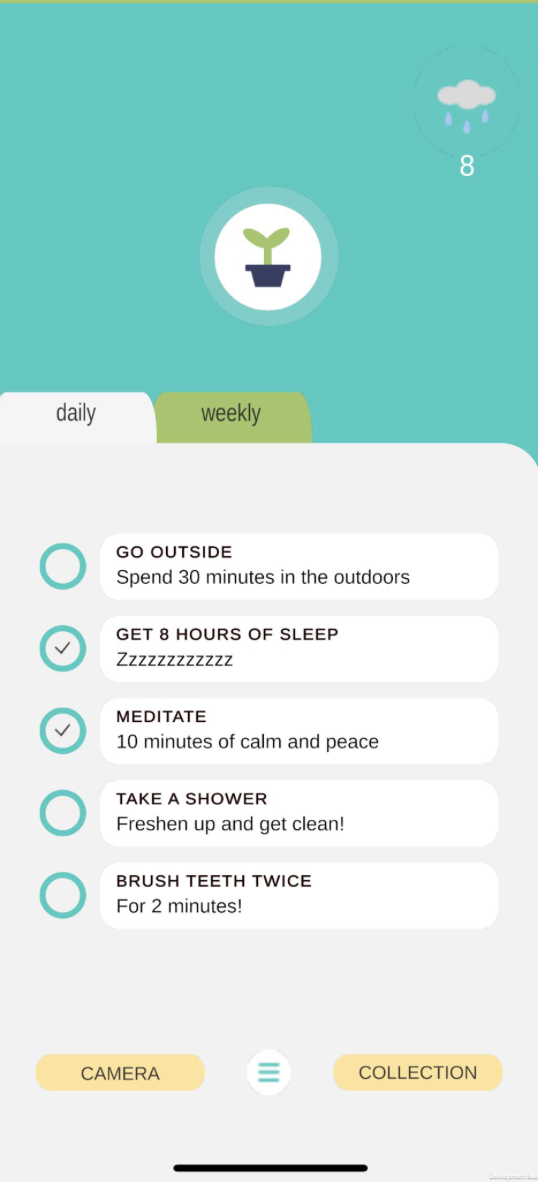 8
daily
weekly
GO OUTSIDE
Spend 30 minutes in the outdoors
GET 8 HOURS OF SLEEP
Zzzzzzzzzzzz
MEDITATE
10 minutes of calm and peace
TAKE A SHOWER
Freshen up and get clean!
BRUSH TEETH TWICE
For 2 minutes!
CAMERA
COLLECTION